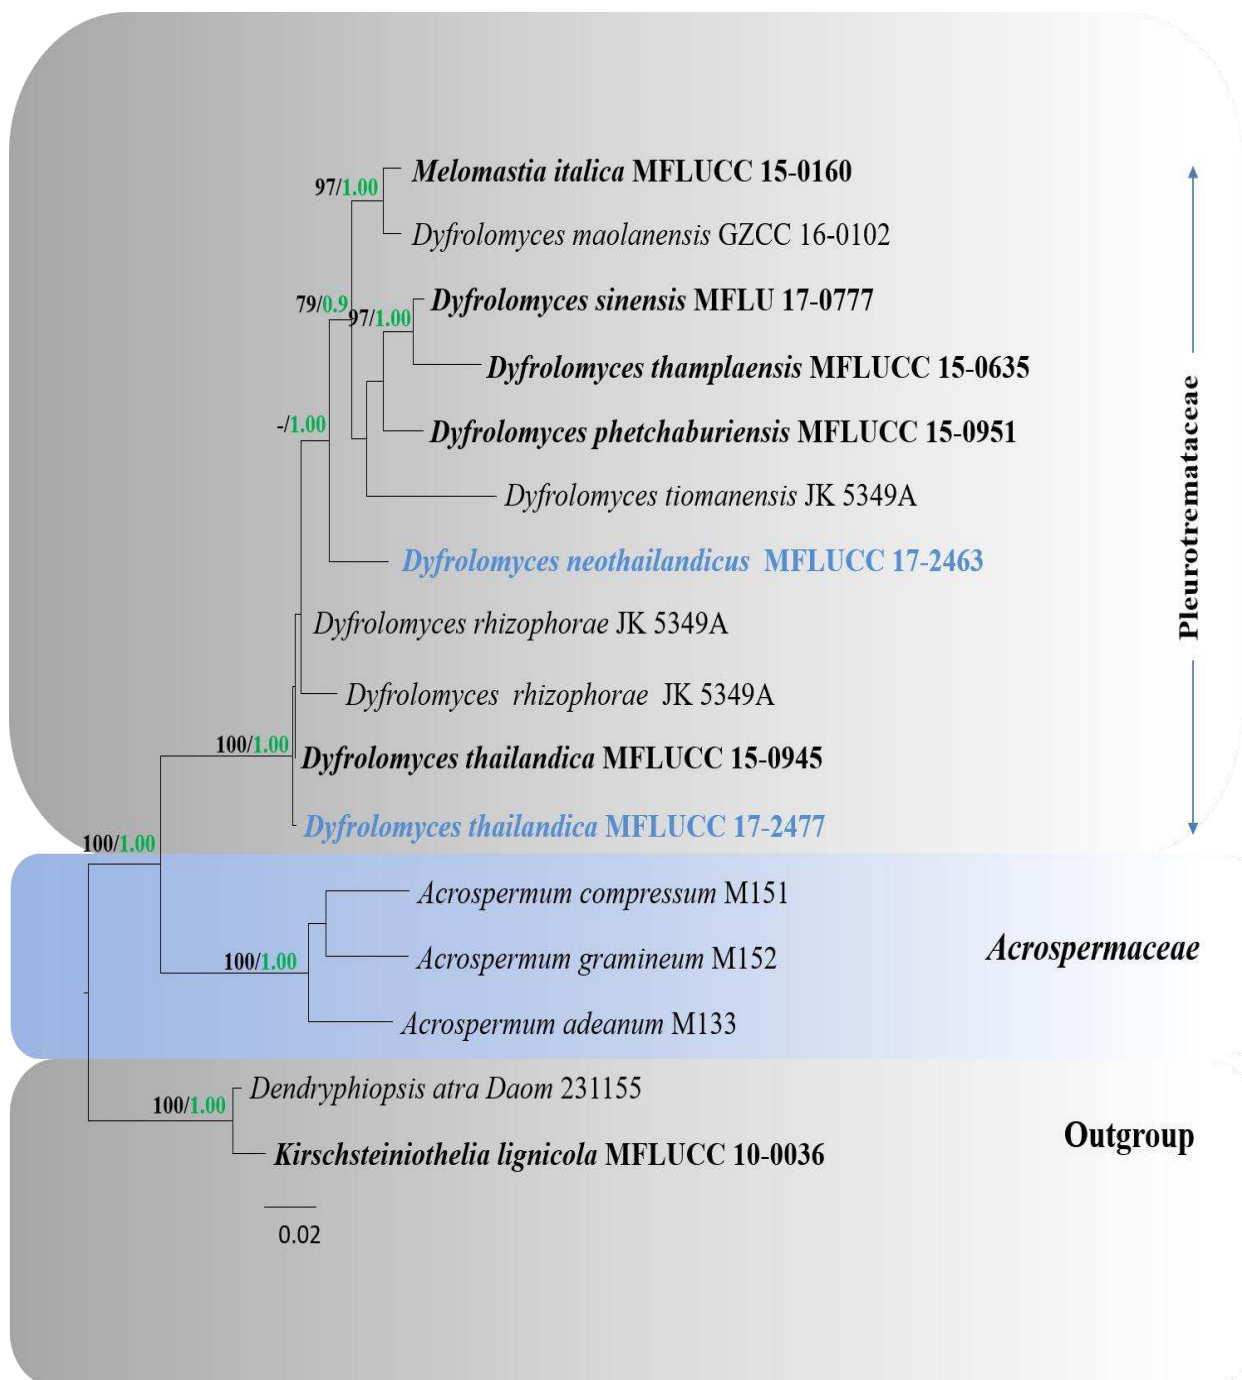 Melomastia italica MFLUCC 15-0160
97/1.00
Dyfrolomyces maolanensis GZCC 16-0102
Dyfrolomyces sinensis MFLU 17-0777
79/0.9
97/1.00
Dyfrolomyces thamplaensis MFLUCC 15-0635
Dyfrolomyces phetchaburiensis MFLUCC 15-0951
-/1.00
Dyfrolomyces tiomanensis JK 5349A
Pleurotremataceae
Dyfrolomyces neothailandicus MFLUCC 17-2463
Dyfrolomyces rhizophorae JK 5349A
Dyfrolomyces rhizophorae JK 5349A
100/1.00
Dyfrolomyces thailandica MFLUCC 15-0945
Dyfrolomyces thailandica MFLUCC 17-2477
100/1.00
Acrospermum compressum M151
Acrospermaceae
100/1.00
Acrospermum gramineum M152
Acrospermum adeanum M133
Dendryphiopsis atra Daom 231155
100/1.00
Outgroup
Kirschsteiniothelia lignicola MFLUCC 10-0036
0.02